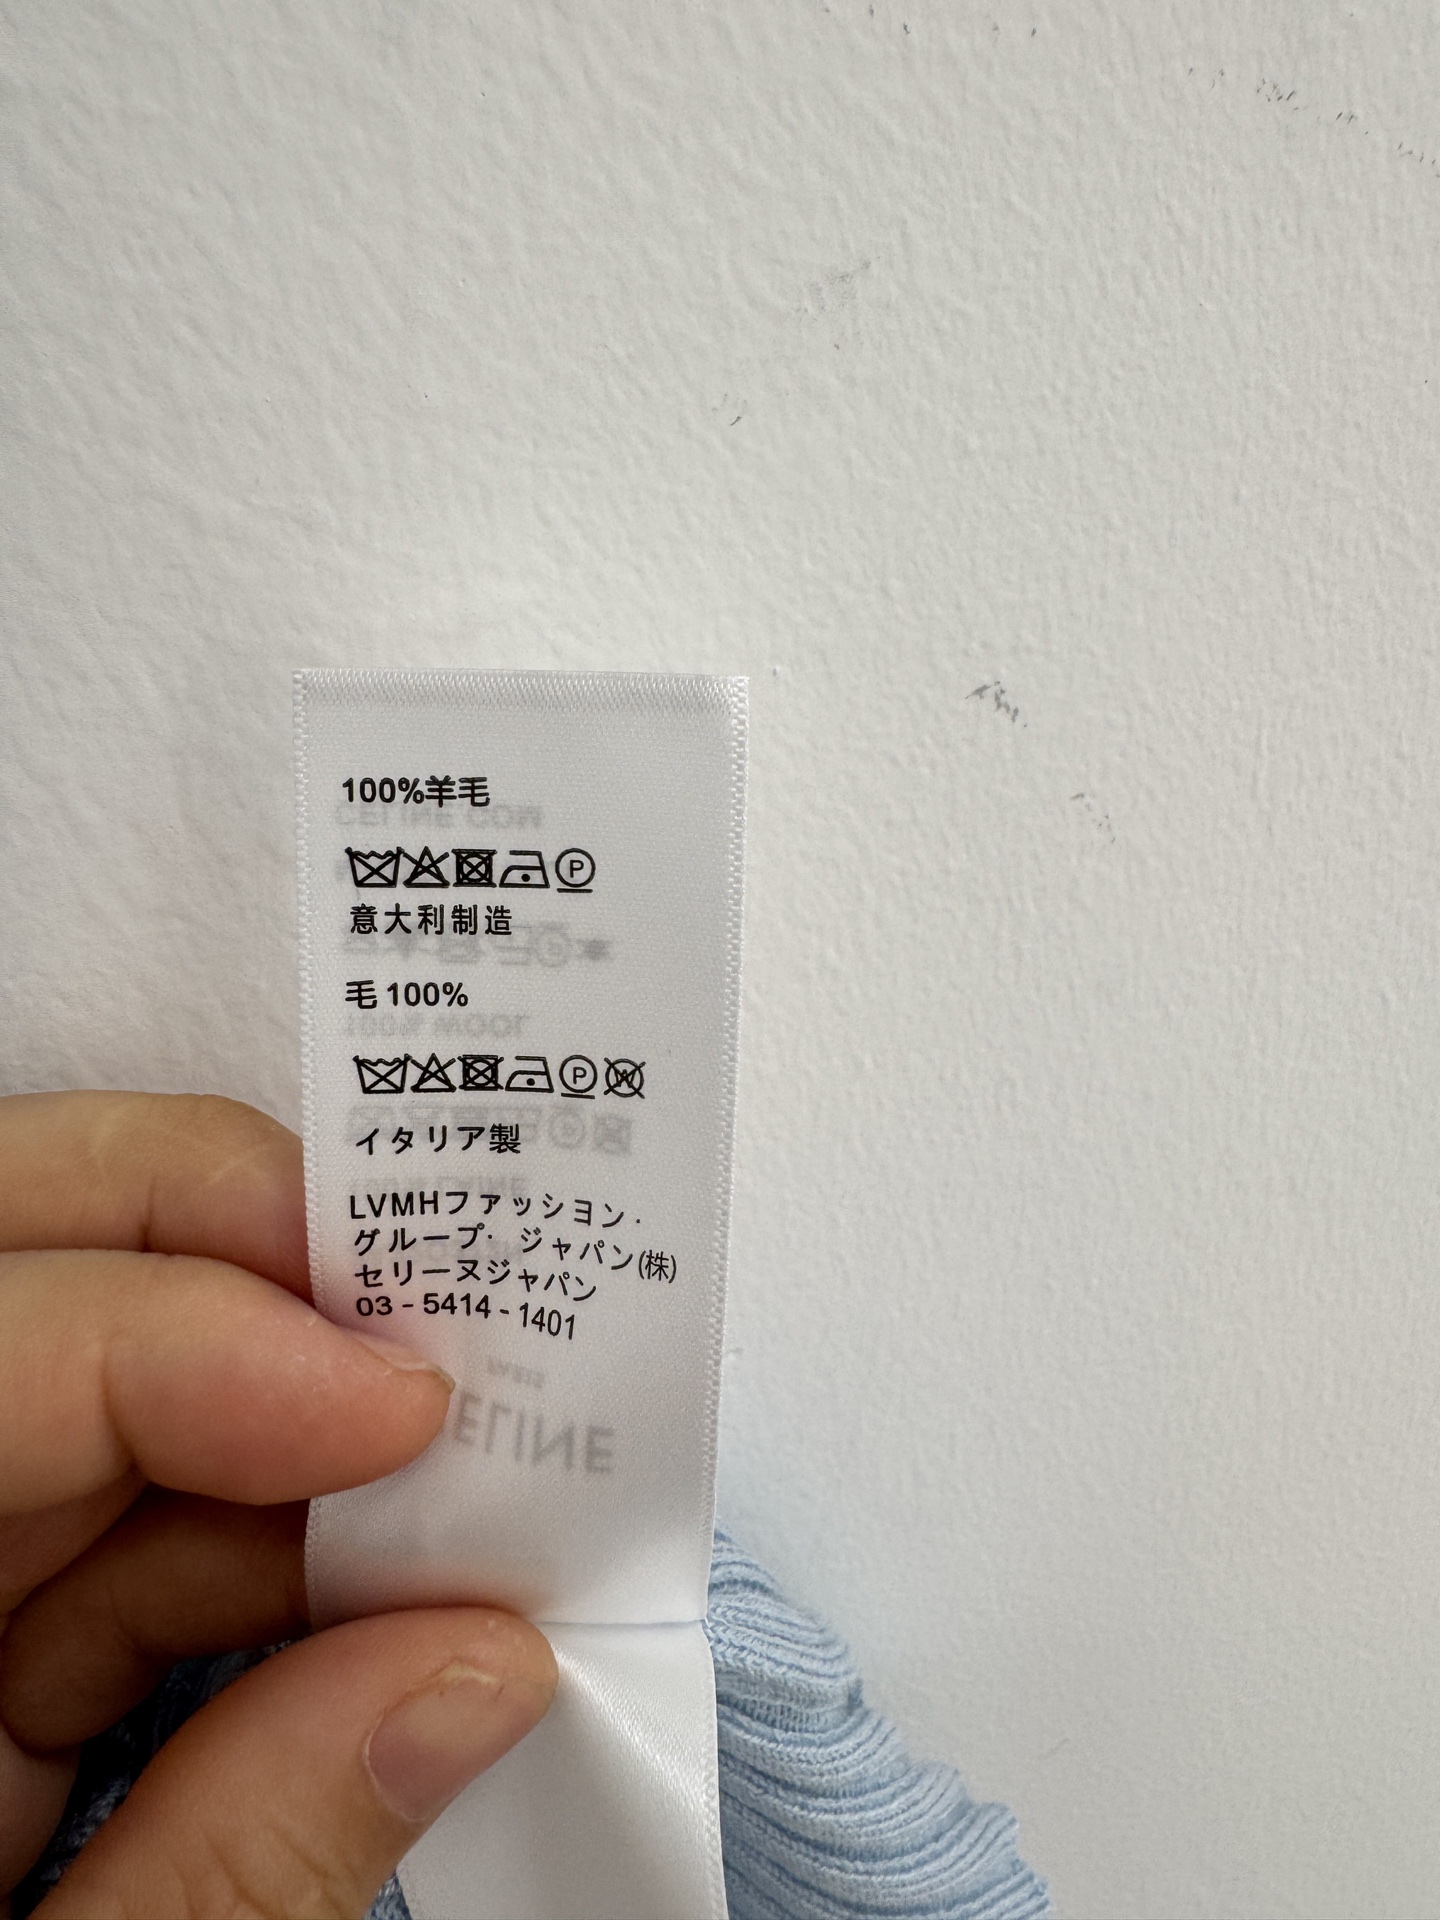 100%羊毛
P
意大利制造
毛 100%
P W
イタリア製
LVMHファッション・
グループ・ ジャパン(株)
セリーヌジャパン
03 - 5414 - 1401